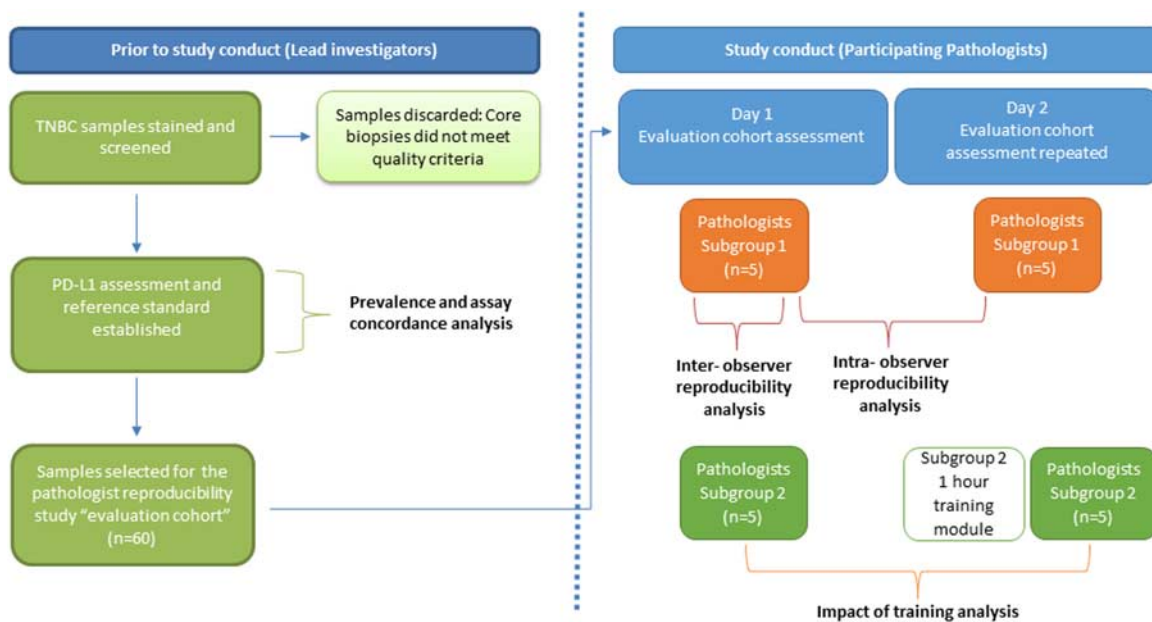 Prior to study conduct (Lead investigators)
TNBC samples stained and
screened
Samples discarded: Core
biopsies did not meet
quality criteria
PD-L1 assessment and
reference standard
established
Prevalence and assay
concordance analysis
Samples selected for the
pathologist reproducibility
study “evaluation cohort”
(n=60)
Study conduct (Participating Pathologists)
Day 1
Evaluation cohort assessment
Day 2
Evaluation cohort
assessment repeated
Pathologists
Subgroup 1
(n=5)
Pathologists
Subgroup 1
(n=5)
Inter- observer
reproducibility
analysis
Intra- observer
reproducibility
analysis
Pathologists
Subgroup 2
(n=5)
Subgroup 2
1 hour
training
module
Pathologists
Subgroup 2
(n=5)
Impact of training analysis